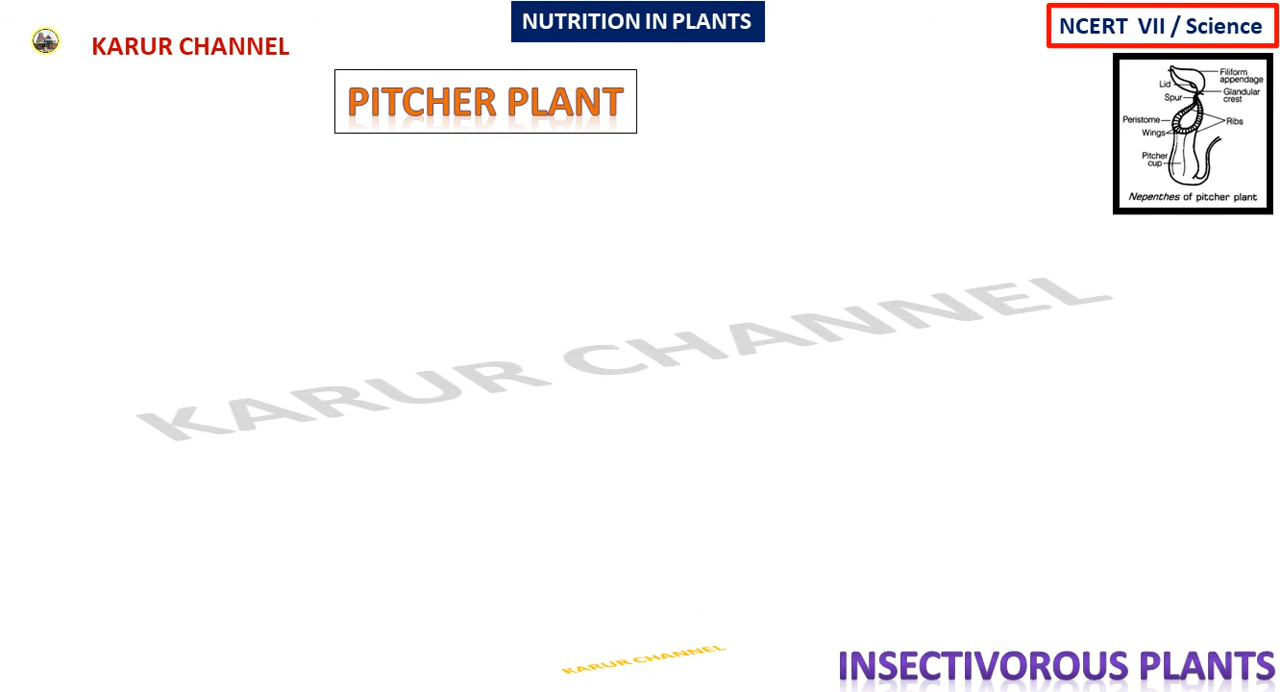 NUTRITION IN PLANTS
NCERT VII / Science
KARUR CHANNEL
PITCHER PLANT
Filiform
appendage
Lid
Glandular
crest
Spur
Peristome
Ribs
Wings
Pitcher
cup
Nepenthes of pitcher plant
KARUR CHANNEL
KARUR CHANNEL
INSECTIVOROUS PLANTS